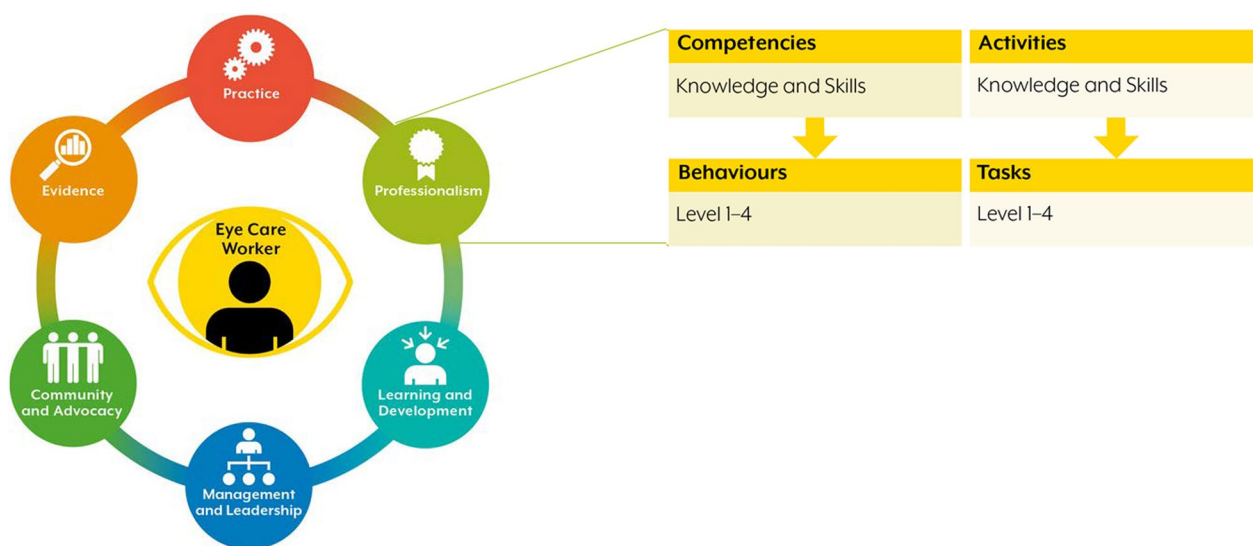 Practice
Professionalism
Learning and
Development
Management
and Leadership
Community
and Advocacy
Evidence
Eye Care
Worker
Competencies
Knowledge and Skills
Behaviours
Level 1–4
Activities
Knowledge and Skills
Tasks
Level 1–4